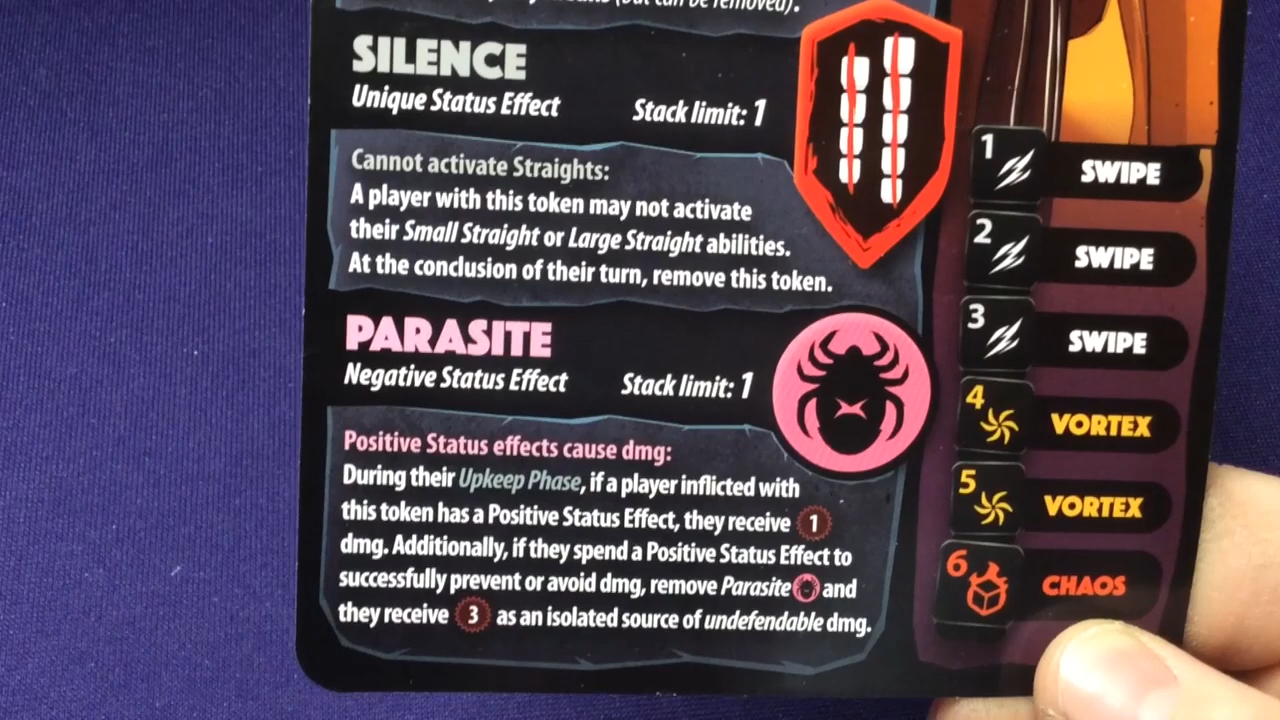 (but can be removed).
SILENCE
Unique Status Effect Stack limit: 1
Cannot activate Straights:
A player with this token may not activate
their Small Straight or Large Straight abilities.
At the conclusion of their turn, remove this token.
PARASITE
Negative Status Effect Stack limit: 1
Positive Status effects cause dmg:
During their Upkeep Phase, if a player inflicted with
this token has a Positive Status Effect, they receive 1
dmg. Additionally, if they spend a Positive Status Effect to
successfully prevent or avoid dmg, remove Parasite and
they receive 3 as an isolated source of undefendable dmg.
1 SWIPE
2 SWIPE
3 SWIPE
4 VORTEX
5 VORTEX
6 CHAOS